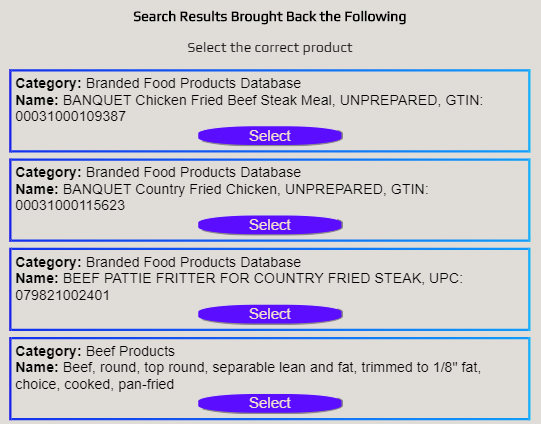 Search Results Brought Back the Following
Select the correct product
Category: Branded Food Products Database
Name: BANQUET Chicken Fried Beef Steak Meal, UNPREPARED, GTIN:
00031000109387
Select
Category: Branded Food Products Database
Name: BANQUET Country Fried Chicken, UNPREPARED, GTIN:
00031000115623
Select
Category: Branded Food Products Database
Name: BEEF PATTIE FRITTER FOR COUNTRY FRIED STEAK, UPC:
079821002401
Select
Category: Beef Products
Name: Beef, round, top round, separable lean and fat, trimmed to 1/8" fat,
choice, cooked, pan-fried
Select